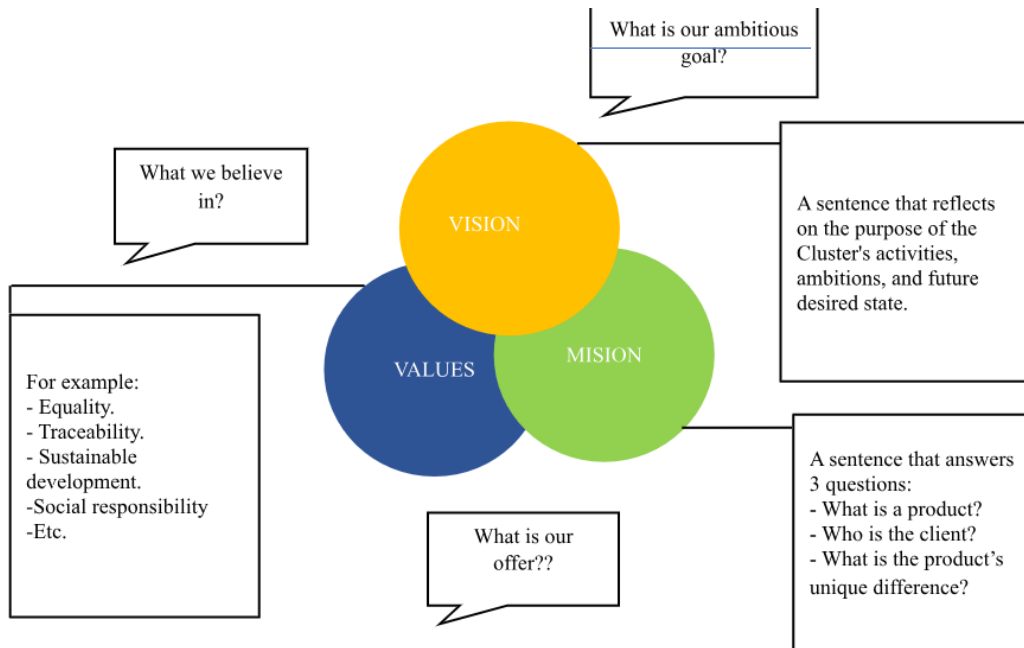 What is our ambitious
goal?
What we believe
in?
VISION
A sentence that reflects
on the purpose of the
Cluster's activities,
ambitions, and future
desired state.
VALUES
MISION
For example:
- Equality.
- Traceability.
- Sustainable
development.
-Social responsibility
-Etc.
A sentence that answers
3 questions:
- What is a product?
- Who is the client?
- What is the product’s
unique difference?
What is our
offer??